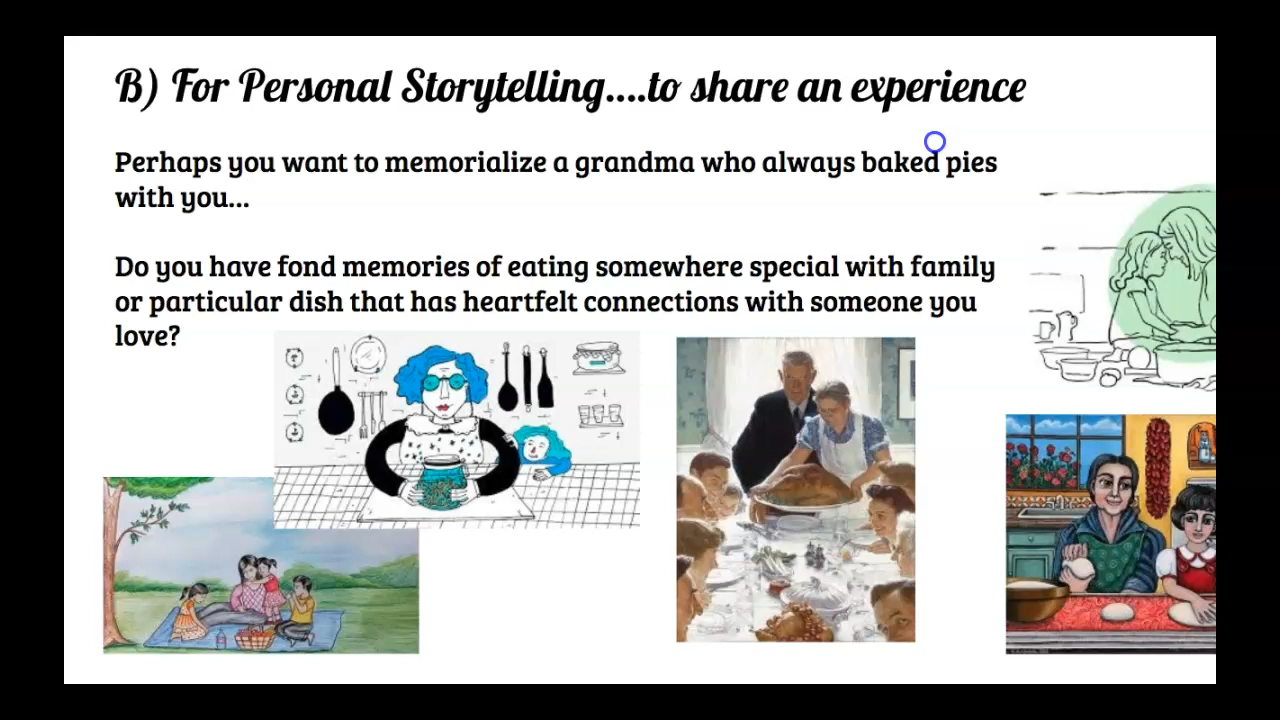 B) For Personal Storytelling....to share an experience
Perhaps you want to memorialize a grandma who always baked pies
with you...
Do you have fond memories of eating somewhere special with family
or particular dish that has heartfelt connections with someone you
love?